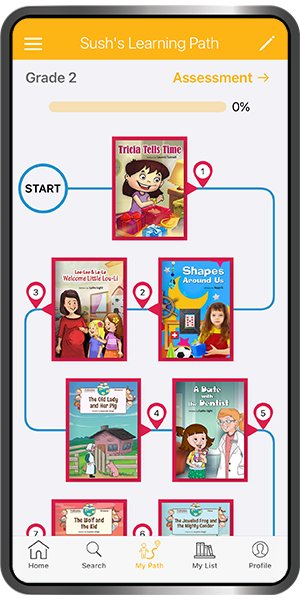 Sush's Learning Path
Grade 2
Assessment →
0%
START
Tricia Tells Time
1
Lee-Lee & La-La
Welcome Little Lou-Li
3
2
Shapes
Around Us
The Old Lady
and Her Pig
4
A Date
with
the Dentist
5
7
The Wolf and
the Kid
6
The Jeweled Frog and
the Mighty Condor
Home
Search
My Path
My List
Profile